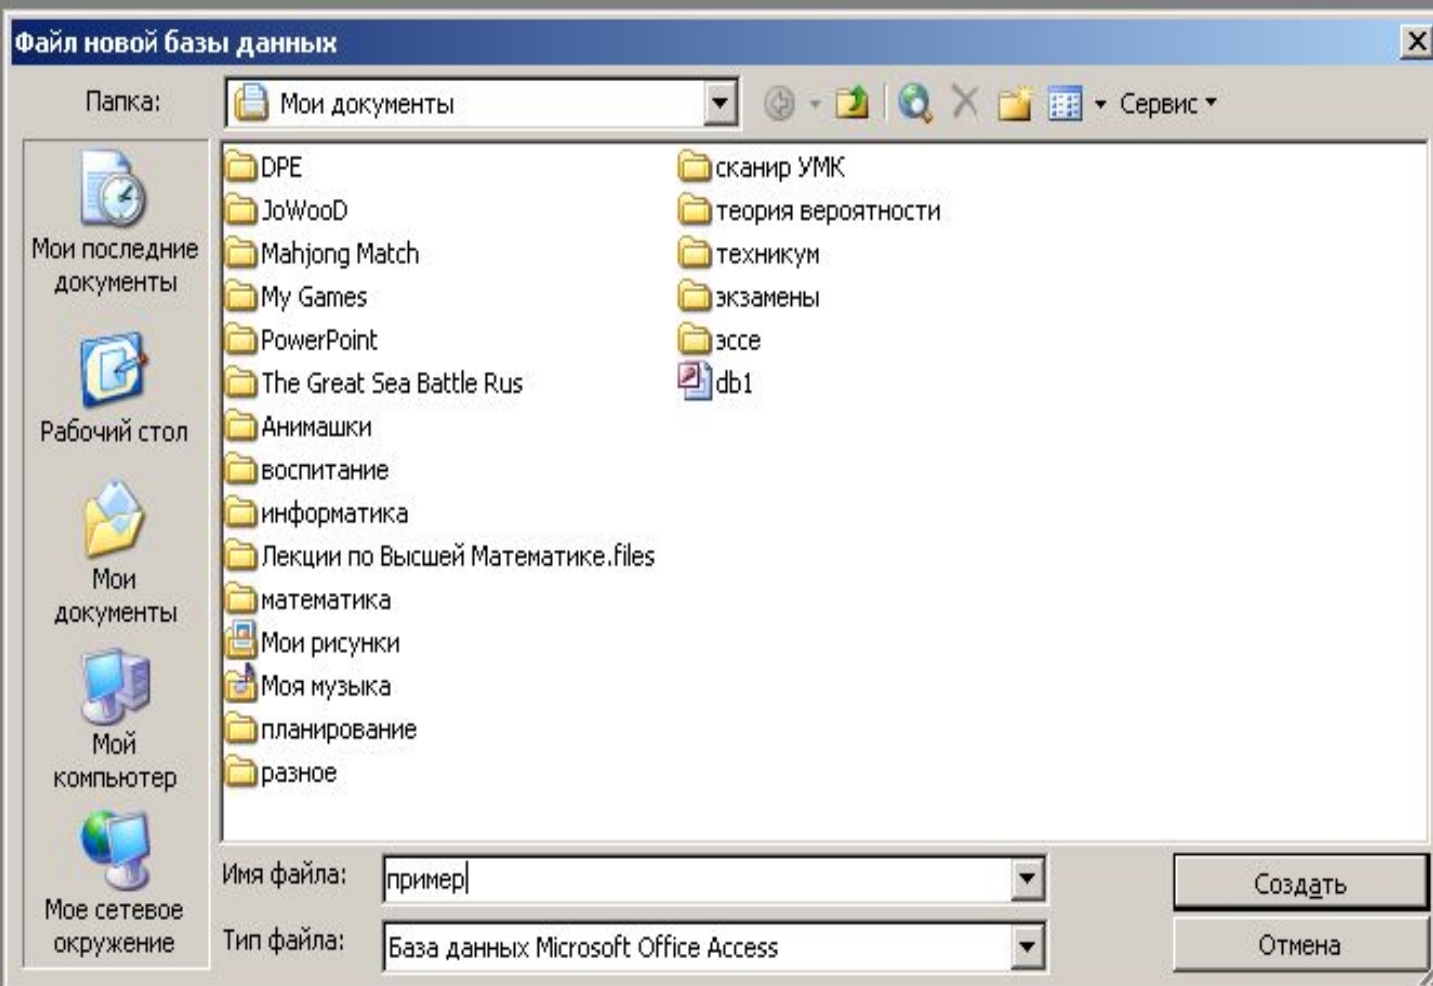 Файл новой базы данных
Папка:
Мои документы
Сервис
Мои последние
документы
Рабочий стол
Мои
документы
Мой
компьютер
Мое сетевое
окружение
DPE
JoWooD
Mahjong Match
My Games
PowerPoint
The Great Sea Battle Rus
Анимашки
воспитание
информатика
Лекции по Высшей Математике.files
математика
Мои рисунки
Моя музыка
планирование
разное
сканир УМК
теория вероятности
техникум
экзамены
эссе
db1
Имя файла:
пример
Создать
Тип файла:
База данных Microsoft Office Access
Отмена